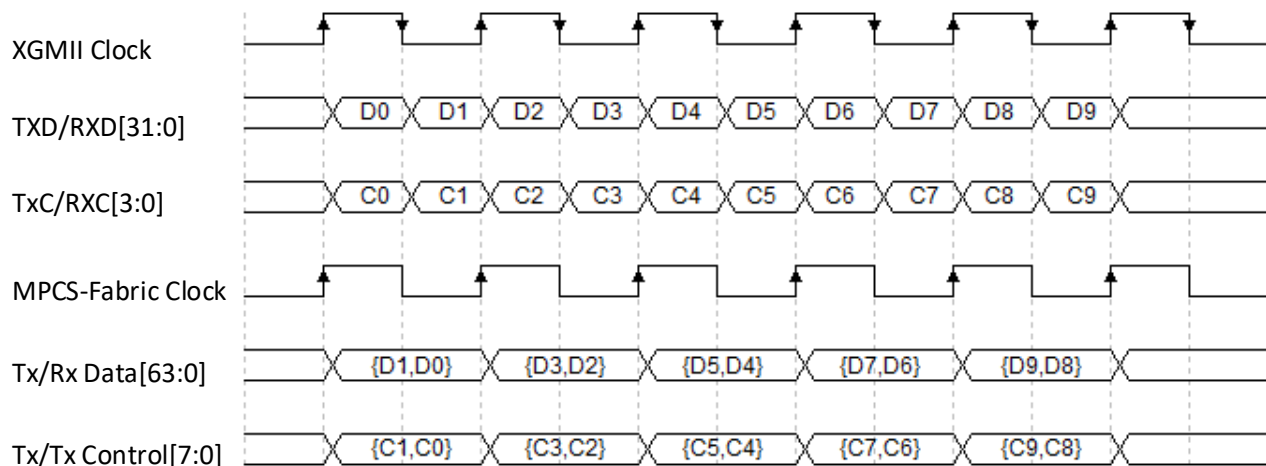 XGMII Clock
TXD/RXD[31:0] D0 D1 D2 D3 D4 D5 D6 D7 D8 D9
TxC/RXC[3:0] C0 C1 C2 C3 C4 C5 C6 C7 C8 C9
MPCS-Fabric Clock
Tx/Rx Data[63:0] {D1,D0} {D3,D2} {D5,D4} {D7,D6} {D9,D8}
Tx/Tx Control[7:0] {C1,C0} {C3,C2} {C5,C4} {C7,C6} {C9,C8}